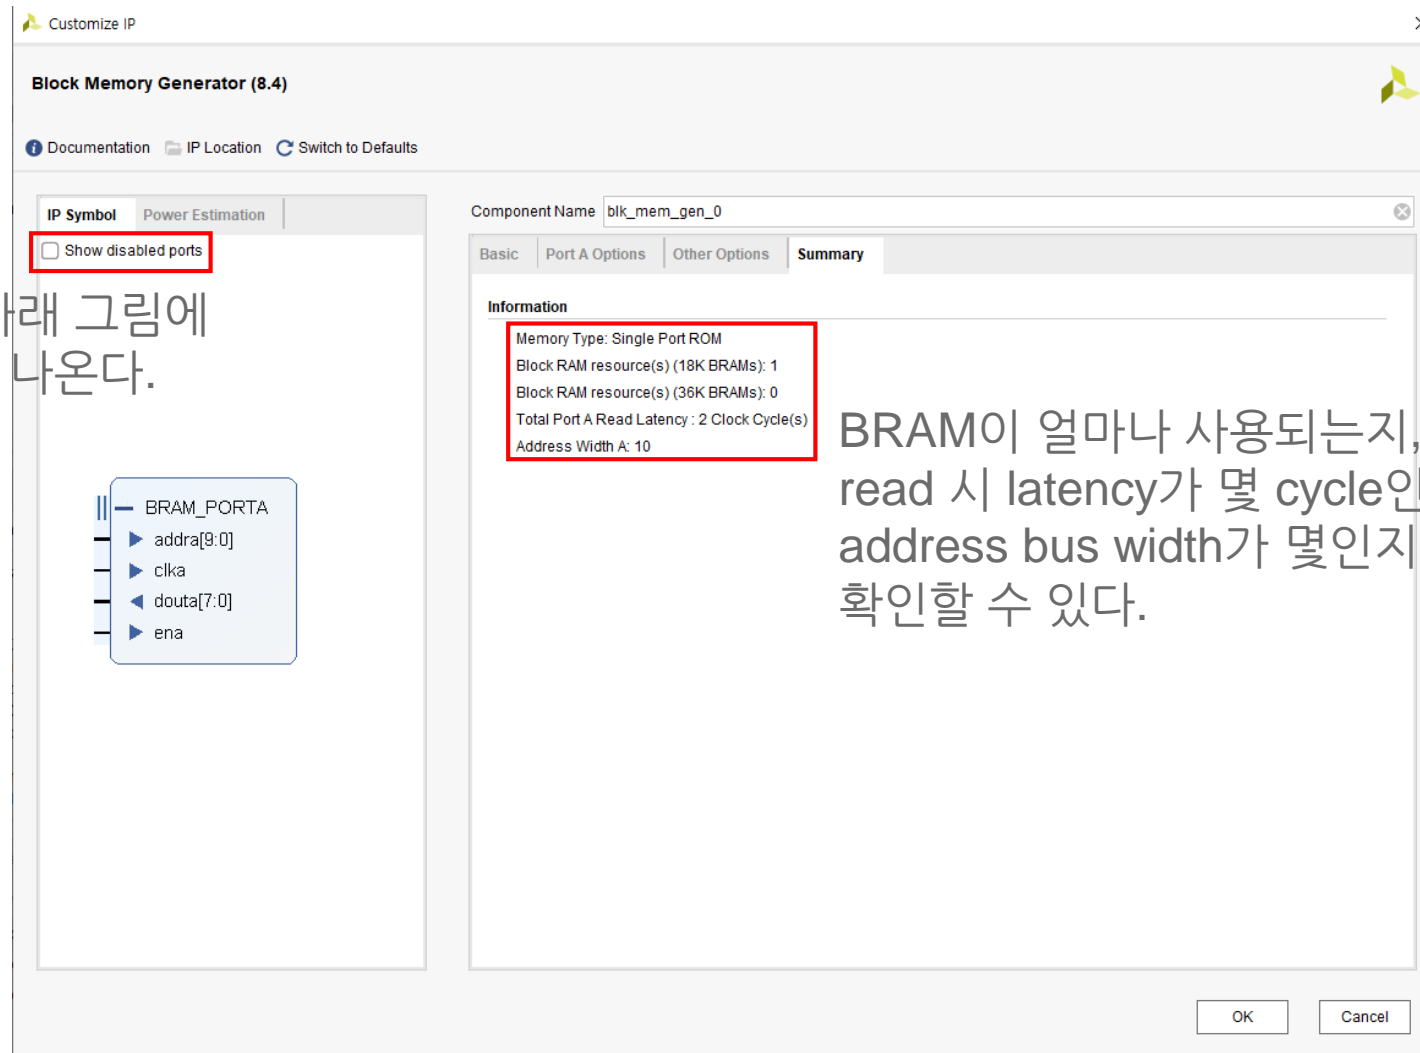 Customize IP
Block Memory Generator (8.4)
Documentation IP Location Switch to Defaults
IP Symbol Power Estimation
Show disabled ports
아래 그림에
나온다.
BRAM_PORTA
addra[9:0]
clka
douta[7:0]
ena
Component Name blk_mem_gen_0
Basic Port A Options Other Options Summary
Information
Memory Type: Single Port ROM
Block RAM resource(s) (18K BRAMs): 1
Block RAM resource(s) (36K BRAMs): 0
Total Port A Read Latency : 2 Clock Cycle(s)
Address Width A: 10
BRAM이 얼마나 사용되는지,
read 시 latency가 몇 cycle인
address bus width가 몇인지
확인할 수 있다.
OK Cancel